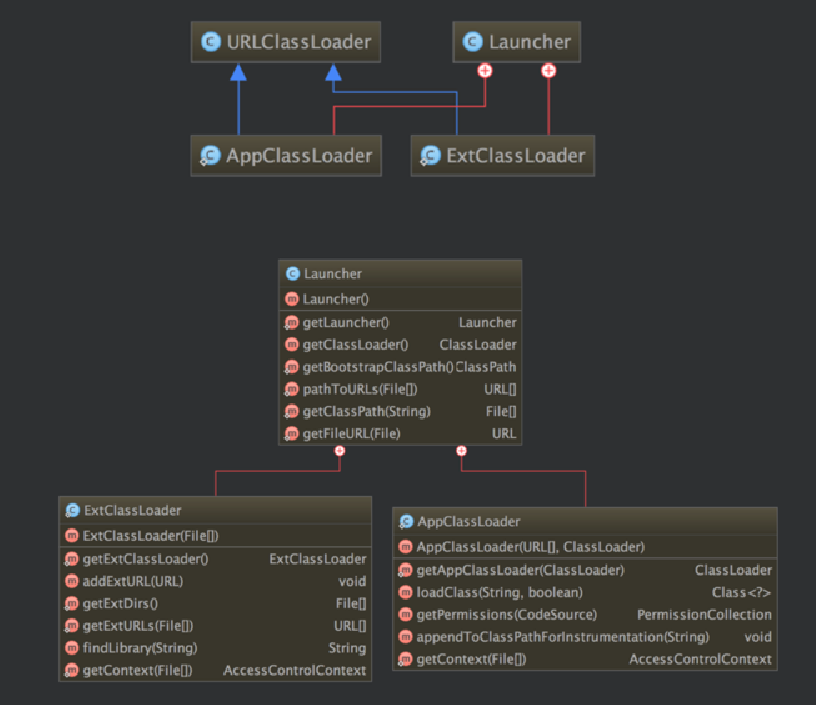 URLClassLoader
Launcher
AppClassLoader
ExtClassLoader
Launcher
Launcher()
getLauncher() Launcher
getClassLoader() ClassLoader
getBootstrapClassPath() ClassPath
pathToURLs(File[]) URL[]
getClassPath(String) File[]
getFileURL(File) URL
ExtClassLoader
ExtClassLoader(File[])
getExtClassLoader() ExtClassLoader
addExtURL(URL) void
getExtDirs() File[]
getExtURLs(File[]) URL[]
findLibrary(String) String
getContext(File[]) AccessControlContext
AppClassLoader
AppClassLoader(URL[], ClassLoader)
getAppClassLoader(ClassLoader) ClassLoader
loadClass(String, boolean) Class<?>
getPermissions(CodeSource) PermissionCollection
appendToClassPathForInstrumentation(String) void
getContext(File[]) AccessControlContext